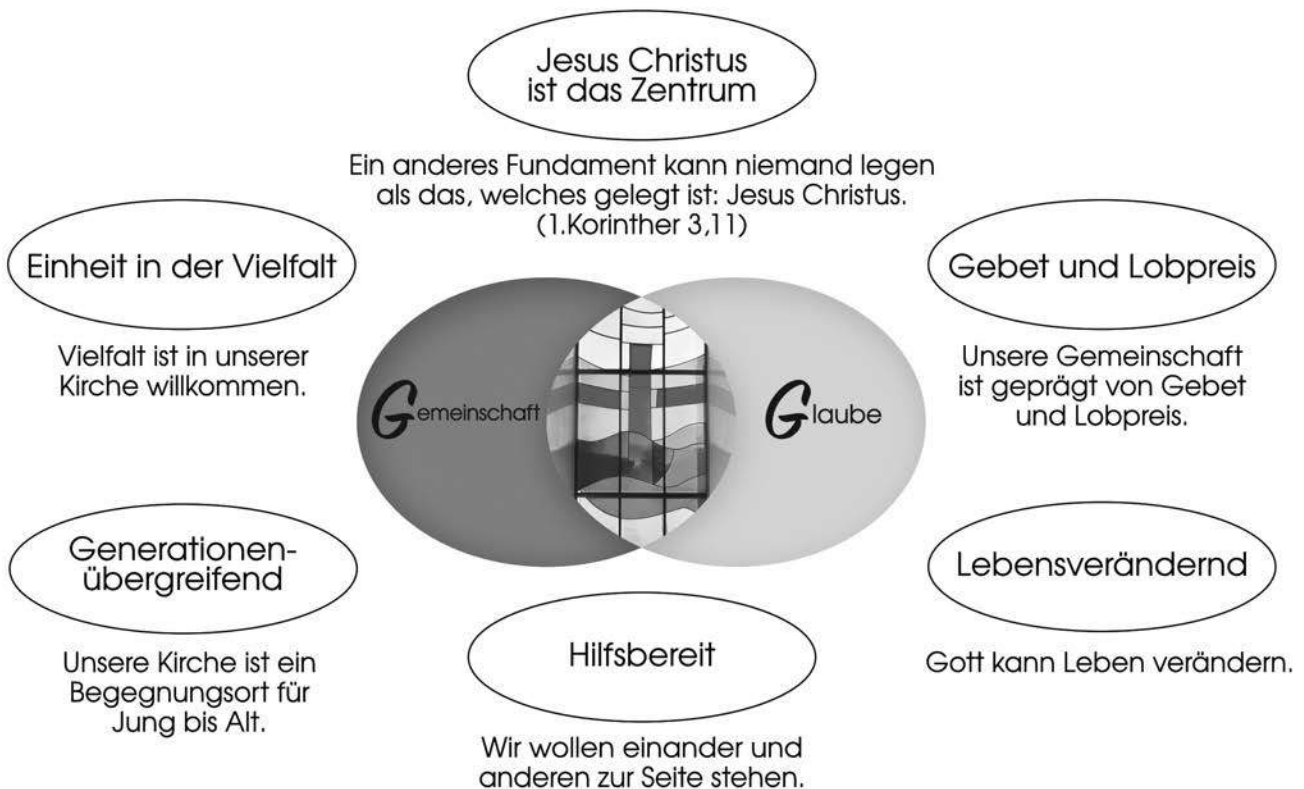 Jesus Christus
ist das Zentrum
Ein anderes Fundament kann niemand legen
als das, welches gelegt ist: Jesus Christus.
(1.Korinther 3,11)
Einheit in der Vielfalt
Vielfalt ist in unserer
Kirche willkommen.
Gebet und Lobpreis
Unsere Gemeinschaft
ist geprägt von Gebet
und Lobpreis.
Gemeinschaft
Glaube
Generationen-
übergreifend
Unsere Kirche ist ein
Begegnungsort für
Jung bis Alt.
Hilfsbereit
Wir wollen einander und
anderen zur Seite stehen.
Lebensverändernd
Gott kann Leben verändern.